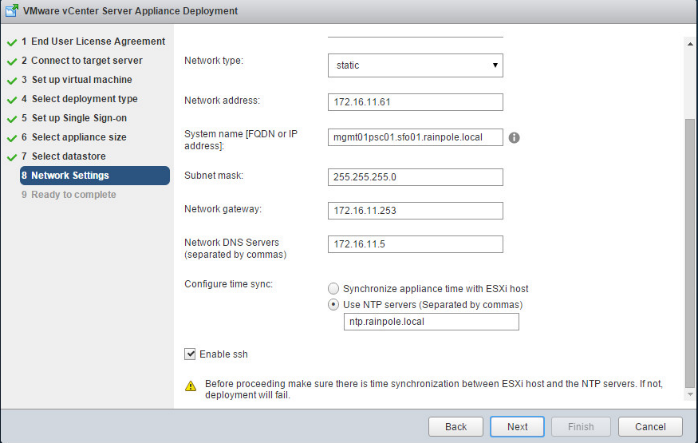 VMware vCenter Server Appliance Deployment
1 End User License Agreement
2 Connect to target server
3 Set up virtual machine
4 Select deployment type
5 Set up Single Sign-on
6 Select appliance size
7 Select datastore
8 Network Settings
9 Ready to complete
Network type:
static
Network address:
172.16.11.61
System name [FQDN or IP
address]:
mgmt01psc01.sfo01.rainpole.local
Subnet mask:
255.255.255.0
Network gateway:
172.16.11.253
Network DNS Servers
(separated by commas)
172.16.11.5
Configure time sync:
Synchronize appliance time with ESXi host
Use NTP servers (Separated by commas)
ntp.rainpole.local
Enable ssh
Before proceeding make sure there is time synchronization between ESXi host and the NTP servers. If not,
deployment will fail.
Back
Next
Finish
Cancel